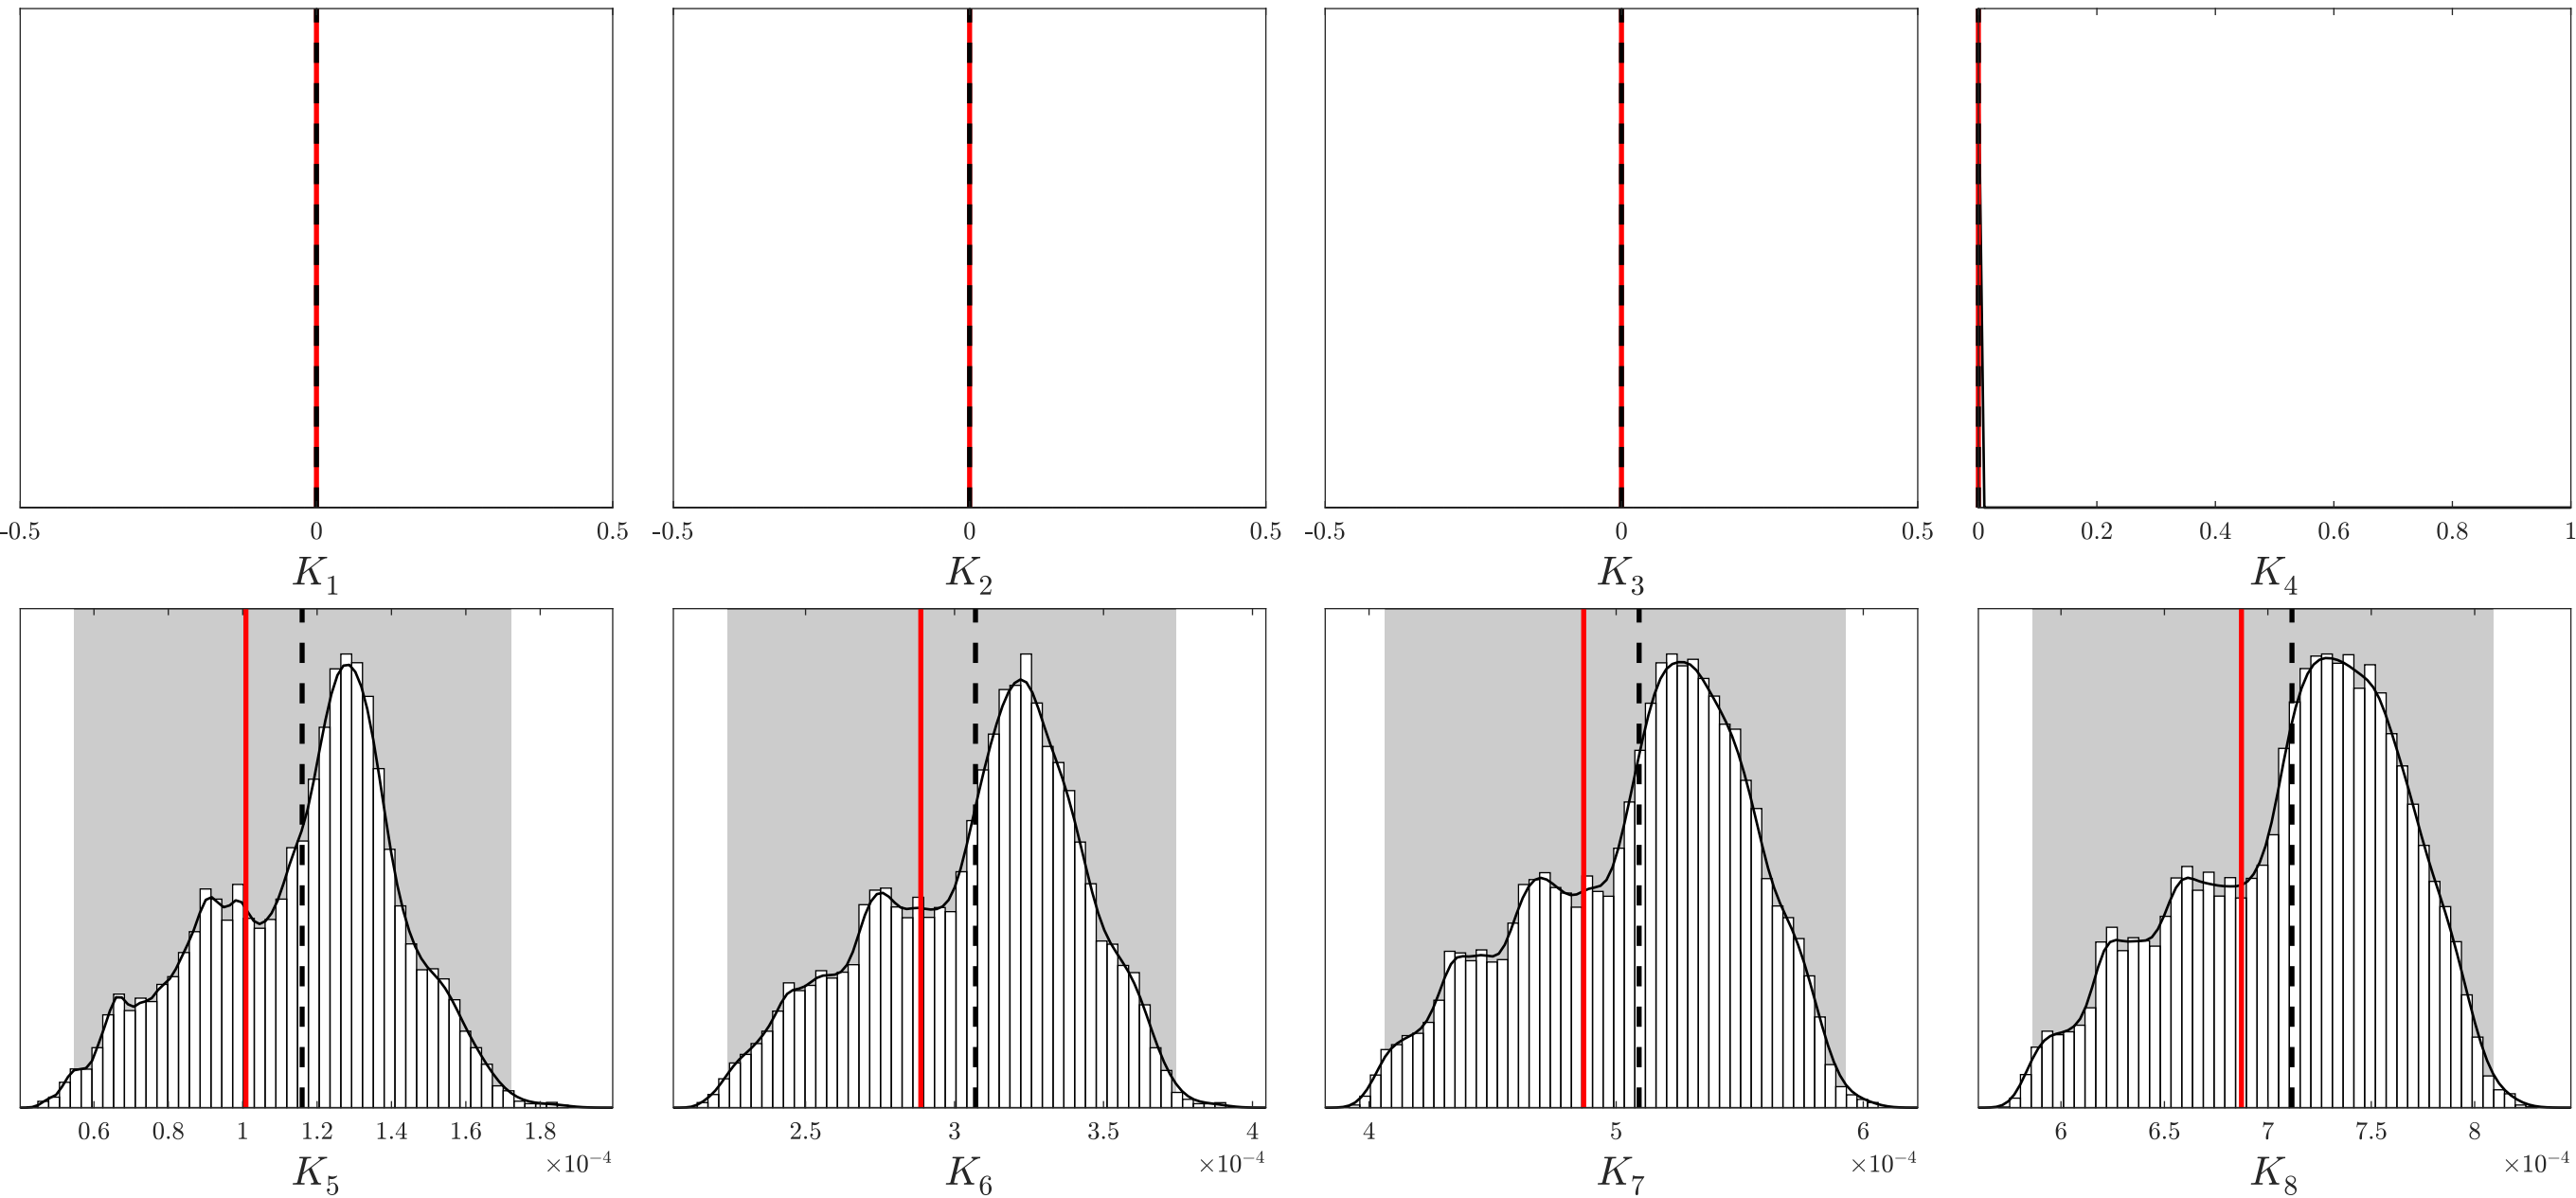 -0.5 0 0.5 -0.5 0 0.5 -0.5 0 0.5 0 0.2 0.4 0.6 0.8 1
K₁ K₂ K₃ K₄
0.6 0.8 1 1.2 1.4 1.6 1.8 2.5 3 3.5 4 4 5 6 6 6.5 7 7.5 8
×10⁻⁴ ×10⁻⁴ ×10⁻⁴ ×10⁻⁴
K₅ K₆ K₇ K₈